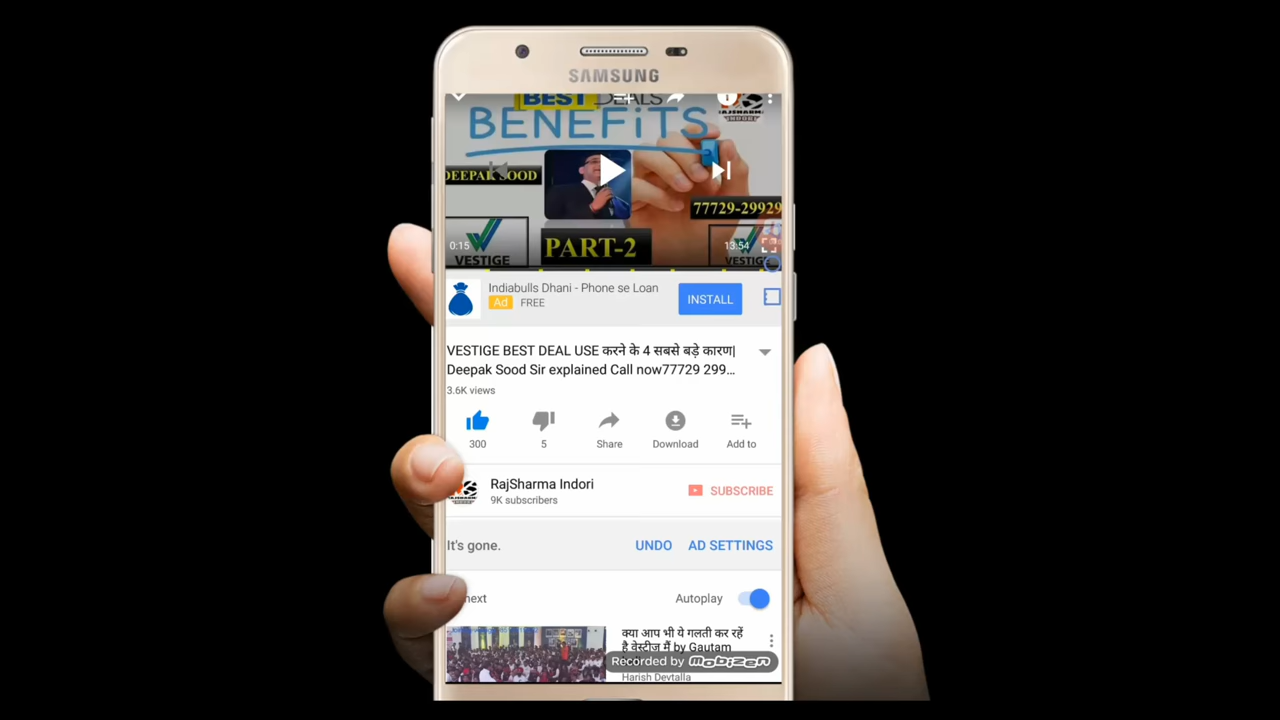 SAMSUNG
BEST DEALS
BENEFiTS
DEEPAK SOOD
77729-29929
0:15
PART-2
13:54
VESTIGE
VESTIGE
Indiabulls Dhani - Phone se Loan
Ad FREE
INSTALL
VESTIGE BEST DEAL USE करने के 4 सबसे बड़े कारण|
Deepak Sood Sir explained Call now77729 299...
3.6K views
300
5
Share
Download
Add to
RajSharma Indori
9K subscribers
SUBSCRIBE
It's gone.
UNDO
AD SETTINGS
next
Autoplay
क्या आप भी ये गलती कर रहें
है वेस्टीज मैं by Gautam
Recorded by MOBIZEN
Harish Devtalla